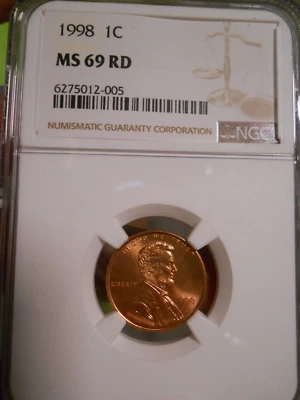 1998 1C
MS 69 RD
6275012-005
NUMISMATIC GUARANTY CORPORATION
NGC
LIBERTY